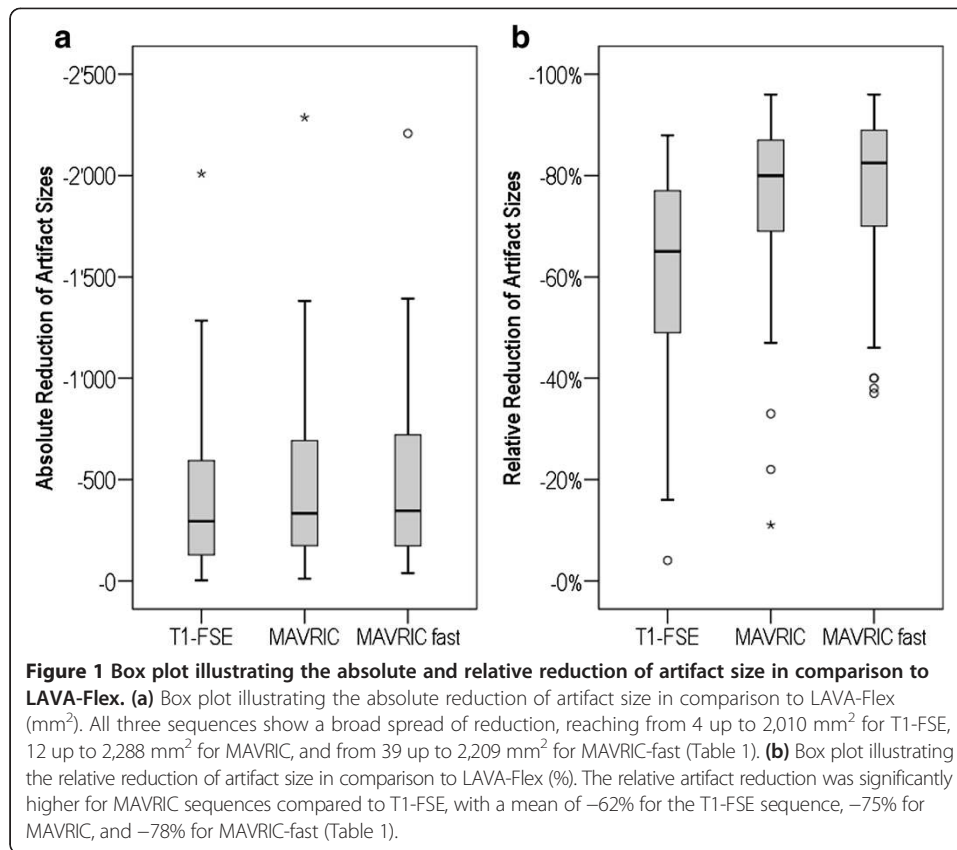 a
b
-2'500
-2'000
-1'500
-1'000
-500
-0
Absolute Reduction of Artifact Sizes
T1-FSE MAVRIC MAVRIC fast
-100%
-80%
-60%
-40%
-20%
-0%
Relative Reduction of Artifact Sizes
T1-FSE MAVRIC MAVRIC fast
Figure 1 Box plot illustrating the absolute and relative reduction of artifact size in comparison to
LAVA-Flex. (a) Box plot illustrating the absolute reduction of artifact size in comparison to LAVA-Flex
(mm²). All three sequences show a broad spread of reduction, reaching from 4 up to 2,010 mm² for T1-FSE,
12 up to 2,288 mm² for MAVRIC, and from 39 up to 2,209 mm² for MAVRIC-fast (Table 1). (b) Box plot illustrating
the relative reduction of artifact size in comparison to LAVA-Flex (%). The relative artifact reduction was significantly
higher for MAVRIC sequences compared to T1-FSE, with a mean of −62% for the T1-FSE sequence, −75% for
MAVRIC, and −78% for MAVRIC-fast (Table 1).